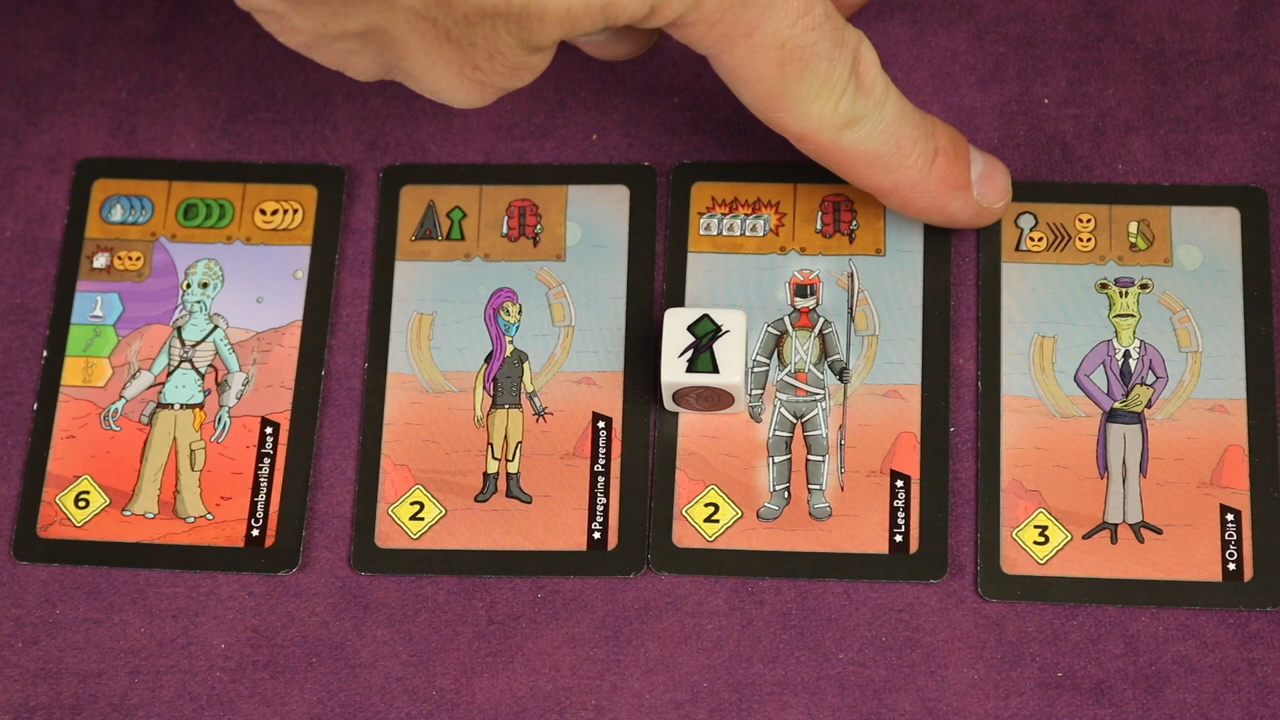 6
★Combustible Joe★
2
★Peregrine Peremo★
2
★Lee-Roi★
3
★Or-Dit★